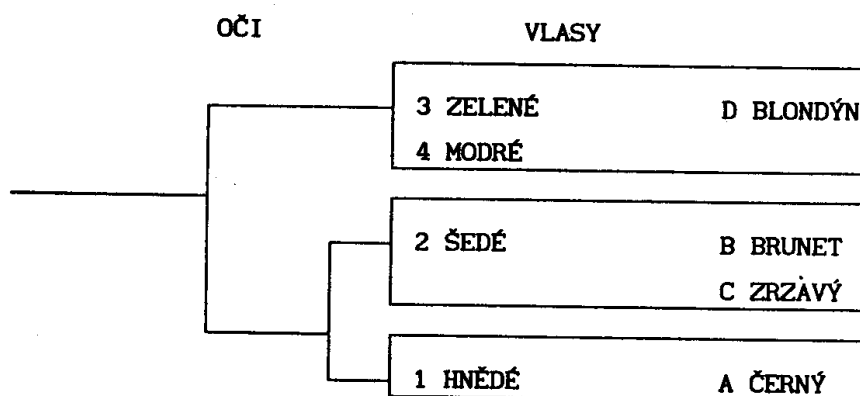 OČI VLASY
3 ZELENÉ D BLONDÝN
4 MODRÉ
2 ŠEDÉ B BRUNET
C ZRZAVÝ
1 HNĚDÉ A ČERNÝ